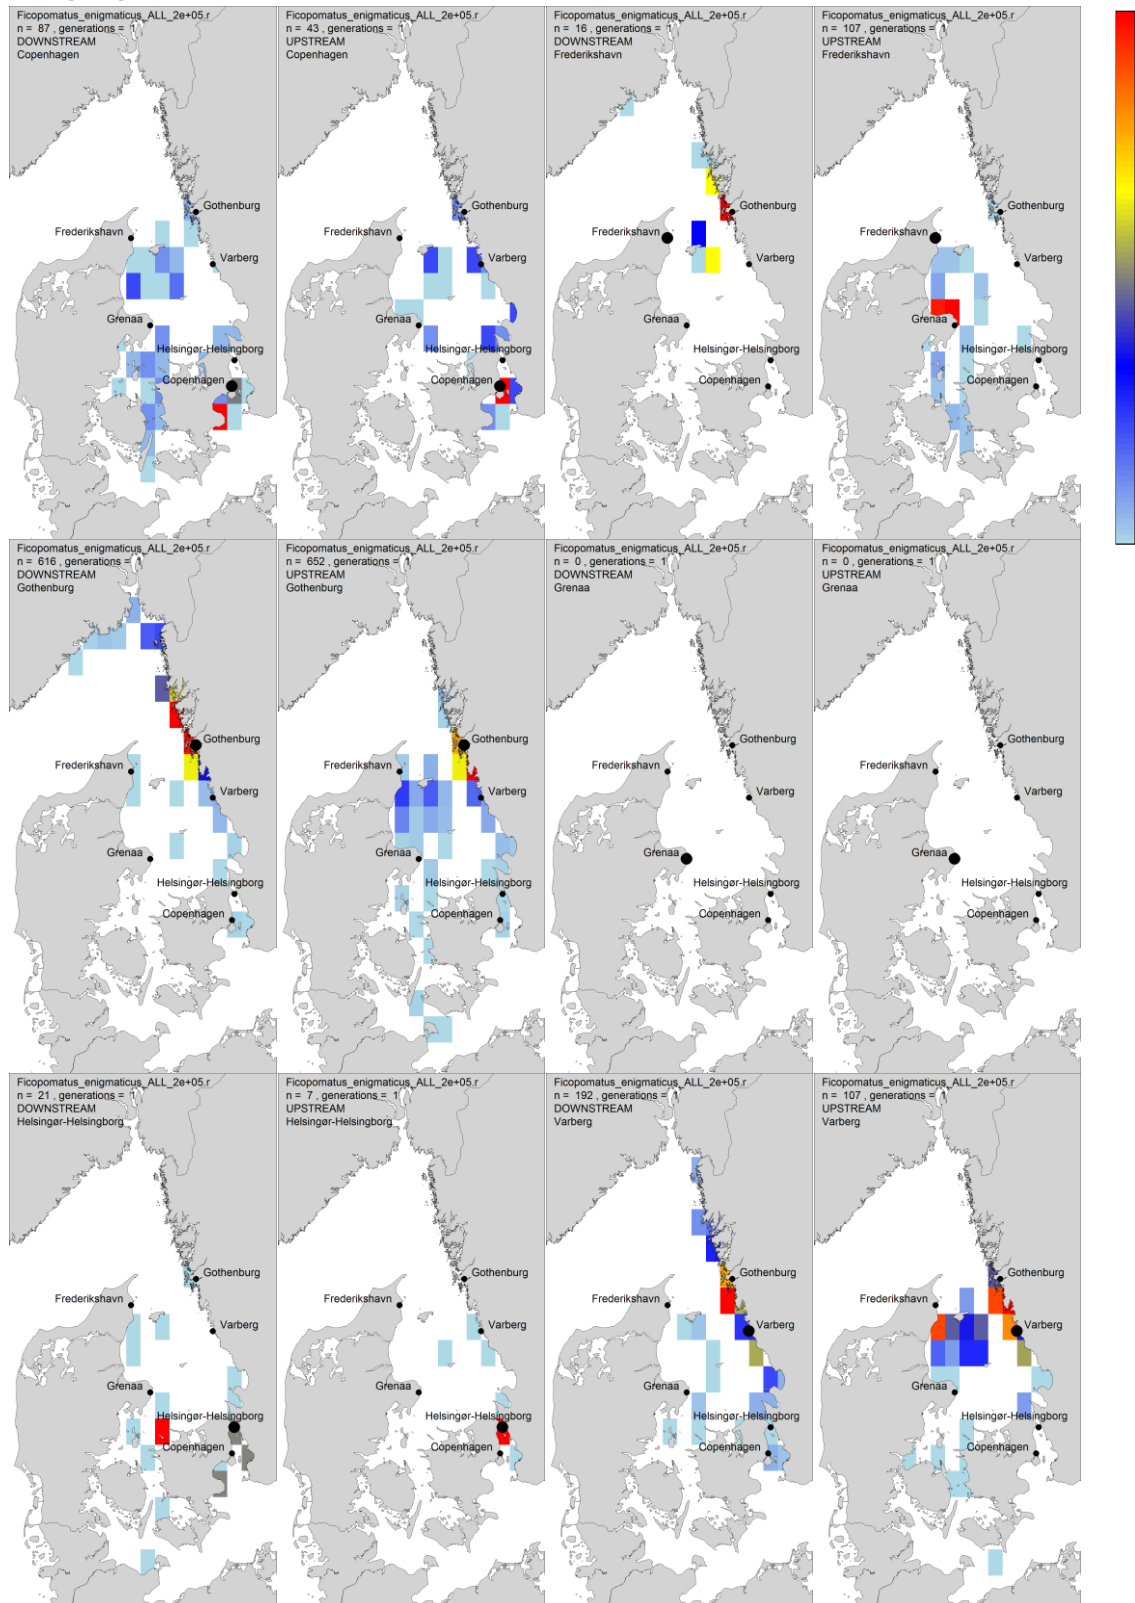 Ficopomatus_enigmaticus_ALL_2e+05.r
n = 87 , generations = 1
DOWNSTREAM
Copenhagen
Gothenburg
Frederikshavn
Varberg
Grenaa
Helsingør-Helsingborg
Copenhagen
Ficopomatus_enigmaticus_ALL_2e+05.r
n = 43 , generations = 1
UPSTREAM
Copenhagen
Gothenburg
Frederikshavn
Varberg
Grenaa
Helsingør-Helsingborg
Copenhagen
Ficopomatus_enigmaticus_ALL_2e+05.r
n = 16 , generations = 1
DOWNSTREAM
Frederikshavn
Gothenburg
Frederikshavn
Varberg
Grenaa
Helsingør-Helsingborg
Copenhagen
Ficopomatus_enigmaticus_ALL_2e+05.r
n = 107 , generations = 1
UPSTREAM
Frederikshavn
Gothenburg
Frederikshavn
Varberg
Grenaa
Helsingør-Helsingborg
Copenhagen
Ficopomatus_enigmaticus_ALL_2e+05.r
n = 616 , generations = 1
DOWNSTREAM
Gothenburg
Gothenburg
Frederikshavn
Varberg
Grenaa
Helsingør-Helsingborg
Copenhagen
Ficopomatus_enigmaticus_ALL_2e+05.r
n = 652 , generations = 1
UPSTREAM
Gothenburg
Gothenburg
Frederikshavn
Varberg
Grenaa
Helsingør-Helsingborg
Copenhagen
Ficopomatus_enigmaticus_ALL_2e+05.r
n = 0 , generations = 1
DOWNSTREAM
Grenaa
Gothenburg
Frederikshavn
Varberg
Grenaa
Helsingør-Helsingborg
Copenhagen
Ficopomatus_enigmaticus_ALL_2e+05.r
n = 0 , generations = 1
UPSTREAM
Grenaa
Gothenburg
Frederikshavn
Varberg
Grenaa
Helsingør-Helsingborg
Copenhagen
Ficopomatus_enigmaticus_ALL_2e+05.r
n = 21 , generations = 1
DOWNSTREAM
Helsingør-Helsingborg
Gothenburg
Frederikshavn
Varberg
Grenaa
Helsingør-Helsingborg
Copenhagen
Ficopomatus_enigmaticus_ALL_2e+05.r
n = 7 , generations = 1
UPSTREAM
Helsingør-Helsingborg
Gothenburg
Frederikshavn
Varberg
Grenaa
Helsingør-Helsingborg
Copenhagen
Ficopomatus_enigmaticus_ALL_2e+05.r
n = 192 , generations = 1
DOWNSTREAM
Varberg
Gothenburg
Frederikshavn
Varberg
Grenaa
Helsingør-Helsingborg
Copenhagen
Ficopomatus_enigmaticus_ALL_2e+05.r
n = 107 , generations = 1
UPSTREAM
Varberg
Gothenburg
Frederikshavn
Varberg
Grenaa
Helsingør-Helsingborg
Copenhagen